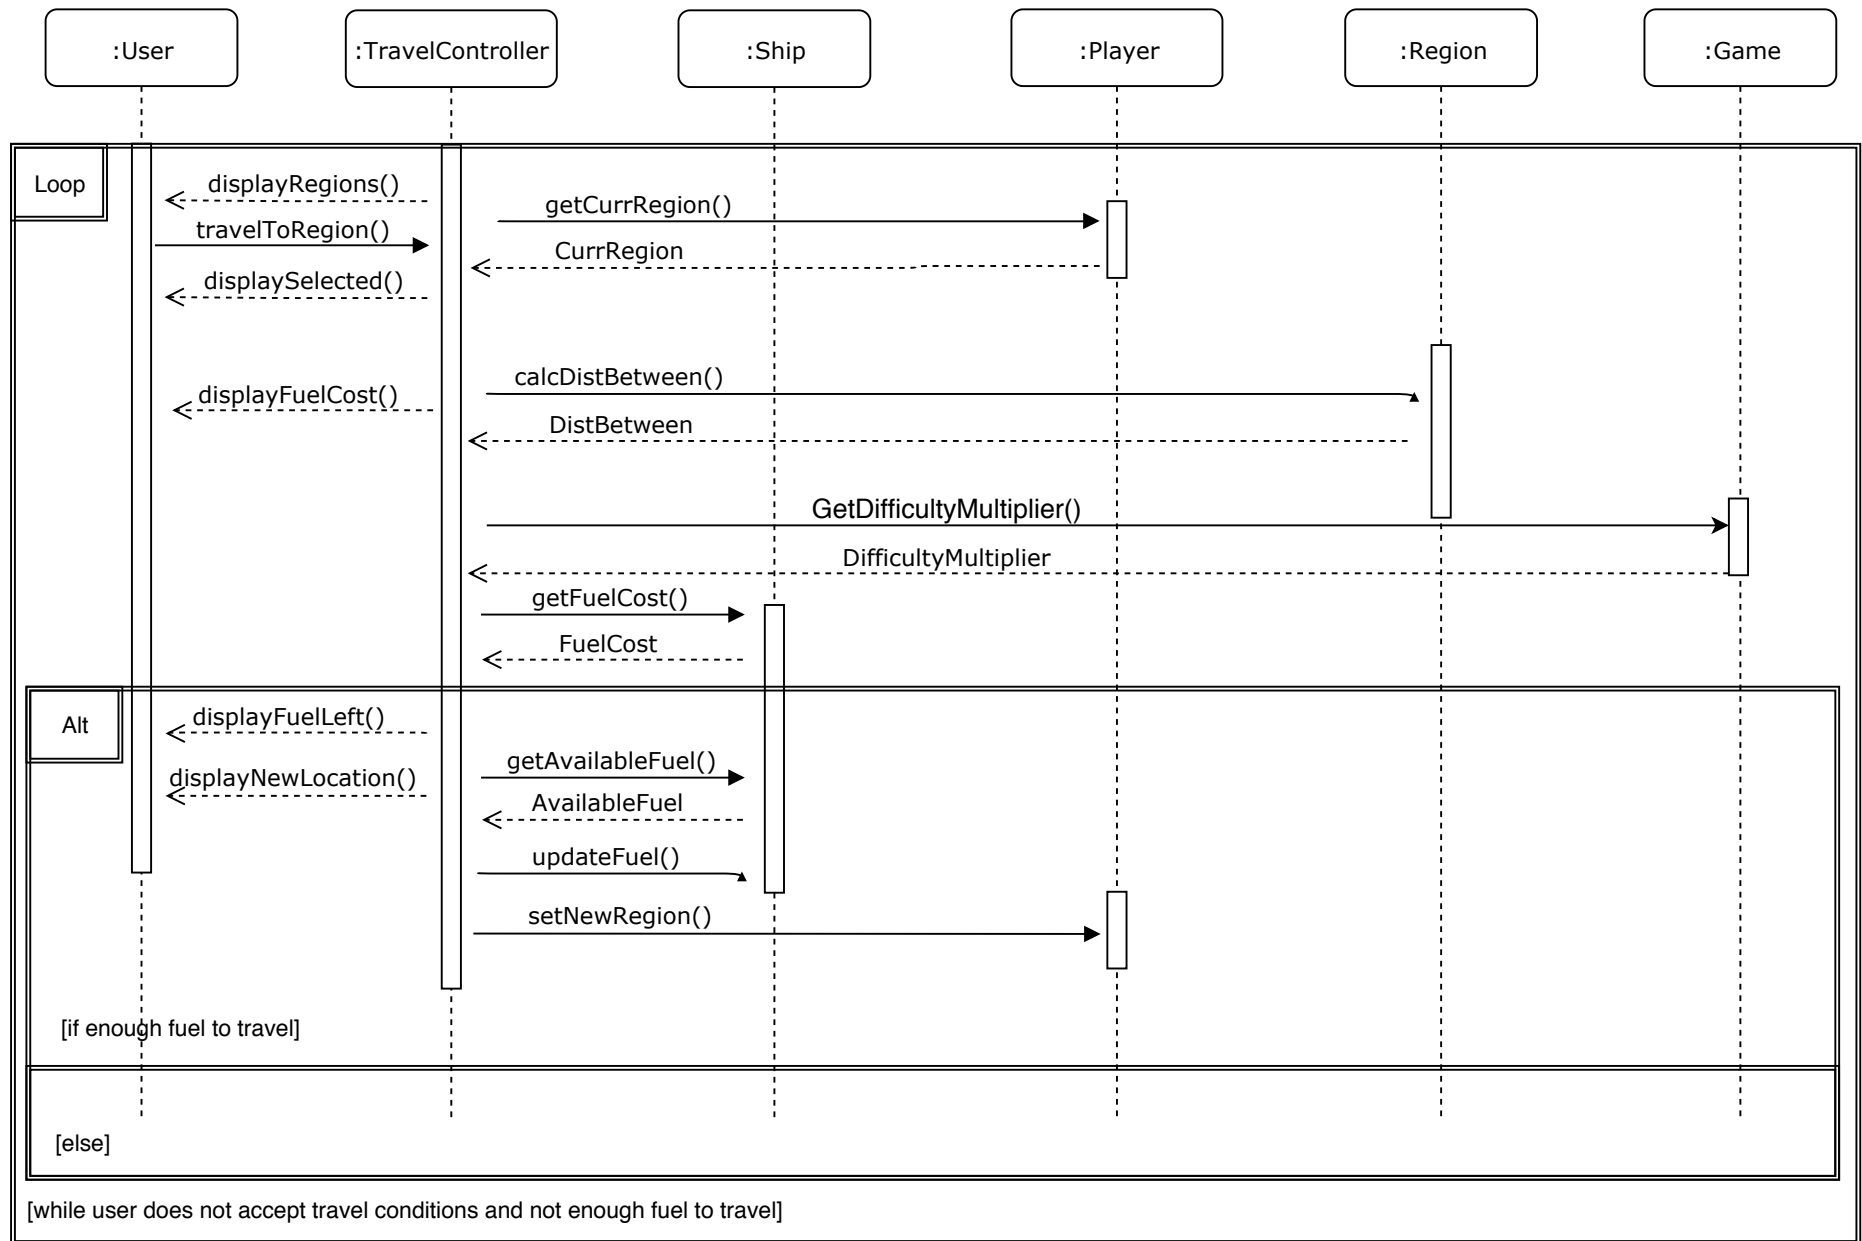 :User
:TravelController
:Ship
:Player
:Region
:Game
Loop
displayRegions()
getCurrRegion()
travelToRegion()
CurrRegion
displaySelected()
calcDistBetween()
displayFuelCost()
DistBetween
GetDifficultyMultiplier()
DifficultyMultiplier
getFuelCost()
FuelCost
Alt
displayFuelLeft()
getAvailableFuel()
displayNewLocation()
AvailableFuel
updateFuel()
setNewRegion()
[if enough fuel to travel]
[else]
[while user does not accept travel conditions and not enough fuel to travel]